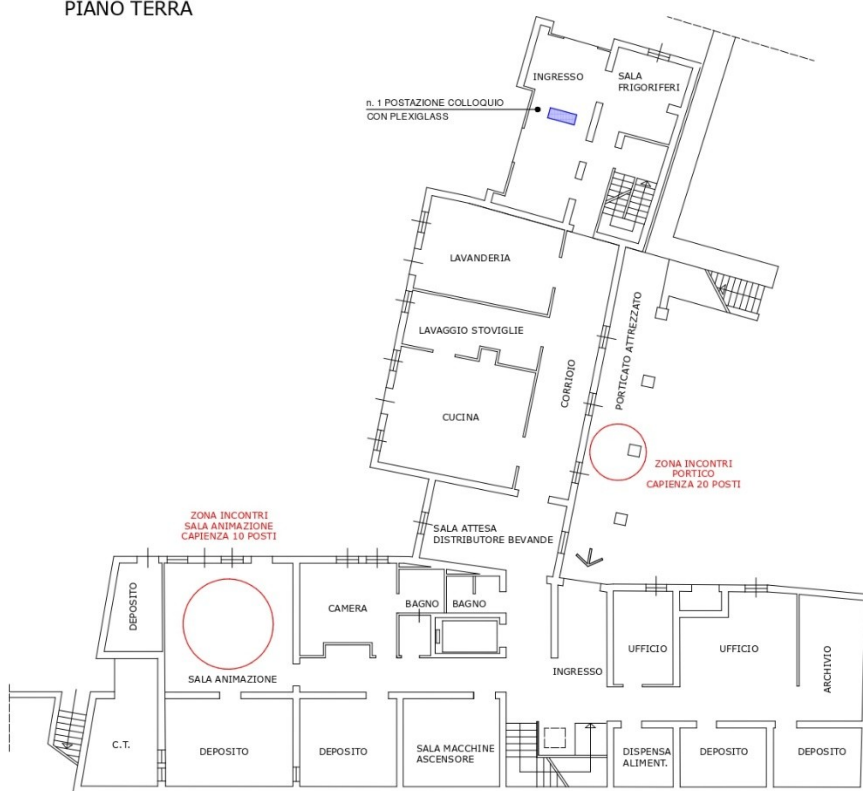 PIANO TERRA
INGRESSO
SALA
FRIGORIFERI
n. 1 POSTAZIONE COLLOQUIO
CON PLEXIGLASS
LAVANDERIA
LAVAGGIO STOVIGLIE
CORRIOIO
PORTICATO ATTREZZATO
CUCINA
ZONA INCONTRI
PORTICO
CAPIENZA 20 POSTI
ZONA INCONTRI
SALA ANIMAZIONE
CAPIENZA 10 POSTI
SALA ATTESA
DISTRIBUTORE BEVANDE
DEPOSITO
CAMERA
BAGNO
BAGNO
SALA ANIMAZIONE
INGRESSO
UFFICIO
UFFICIO
ARCHIVIO
C.T.
DEPOSITO
DEPOSITO
SALA MACCHINE
ASCENSORE
DISPENSA
ALIMENT.
DEPOSITO
DEPOSITO